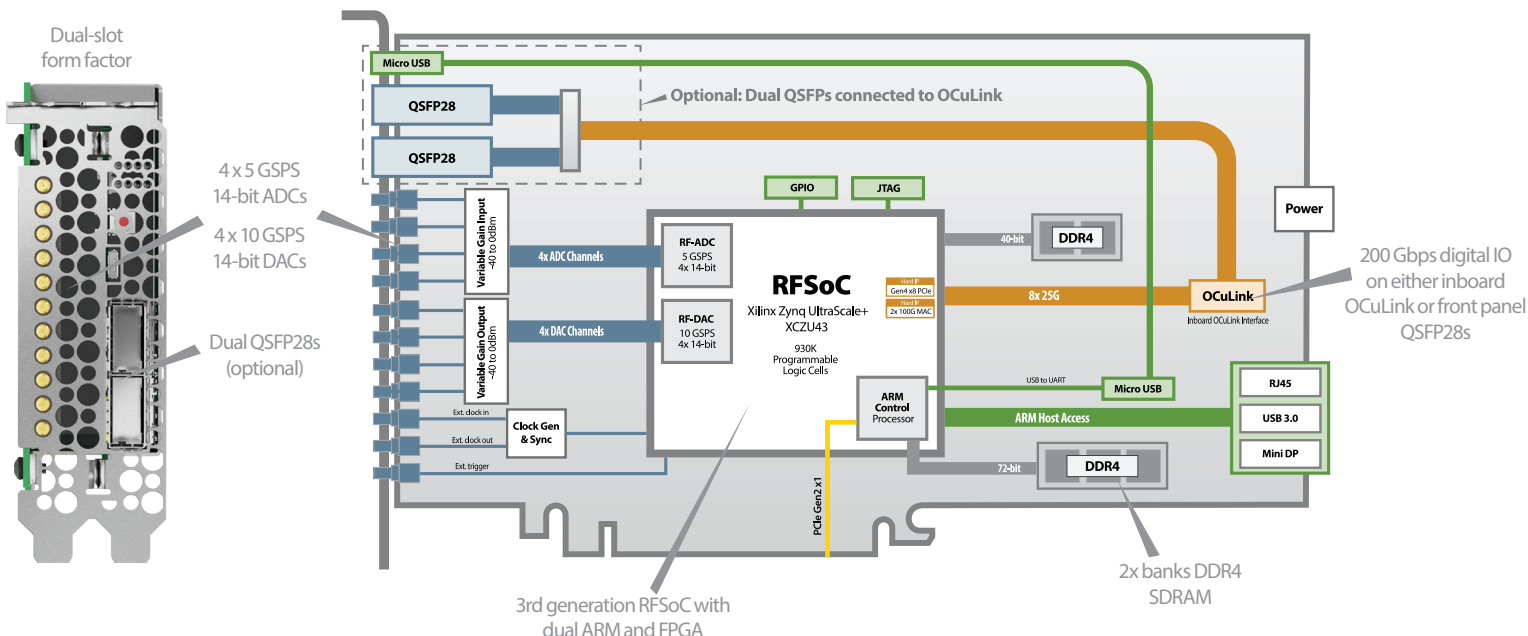 Dual-slot
form factor
4 x 5 GSPS
14-bit ADCs
4 x 10 GSPS
14-bit DACs
Dual QSFP28s
(optional)
Micro USB
QSFP28
QSFP28
Optional: Dual QSFPs connected to OCuLink
Variable Gain Input
-40 to 0dBm
4x ADC Channels
RF-ADC
5 GSPS
4x 14-bit
Variable Gain Output
-40 to 0dBm
4x DAC Channels
RF-DAC
10 GSPS
4x 14-bit
Ext. clock in
Ext. clock out
Clock Gen
& Sync
Ext. trigger
GPIO
JTAG
RFSoC
Xilinx Zynq UltraScale+
XCZU43
930K
Programmable
Logic Cells
Hard IP
Gen4 x8 PCIe
Hard IP
2x 100G MAC
ARM
Control
Processor
40-bit
DDR4
8x 25G
OCuLink
Inboard OCuLink Interface
Power
USB to UART
Micro USB
ARM Host Access
RJ45
USB 3.0
Mini DP
72-bit
DDR4
PCIe Gen2 x1
200 Gbps digital IO
on either inboard
OCuLink or front panel
QSFP28s
2x banks DDR4
SDRAM
3rd generation RFSoC with
dual ARM and FPGA